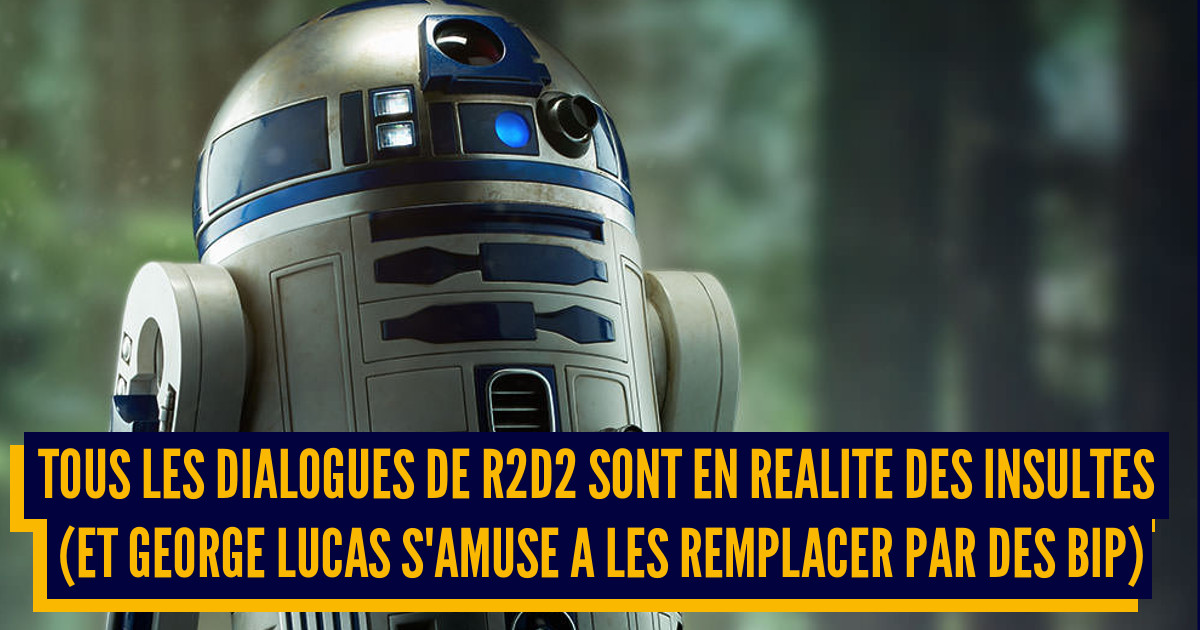 TOUS LES DIALOGUES DE R2D2 SONT EN REALITE DES INSULTES
(ET GEORGE LUCAS S'AMUSE A LES REMPLACER PAR DES BIP)